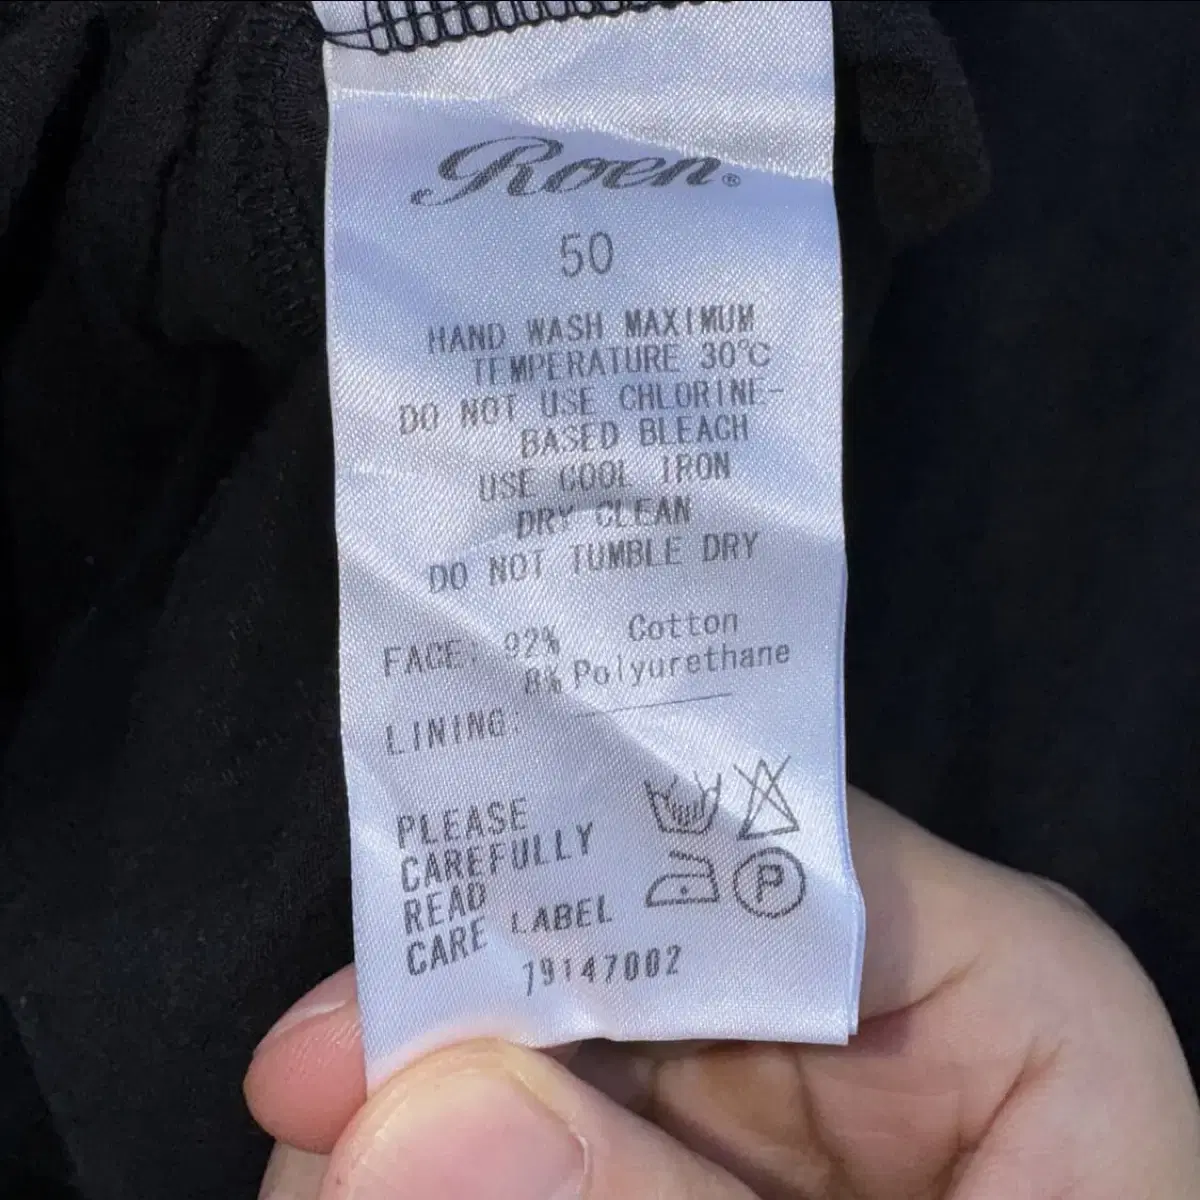 Roen®
50
HAND WASH MAXIMUM
TEMPERATURE 30℃
DO NOT USE CHLORINE-
BASED BLEACH
USE COOL IRON
DRY CLEAN
DO NOT TUMBLE DRY
FACE: 92% Cotton
8% Polyurethane
LINING:
PLEASE
CAREFULLY
READ
CARE LABEL
P
79147002